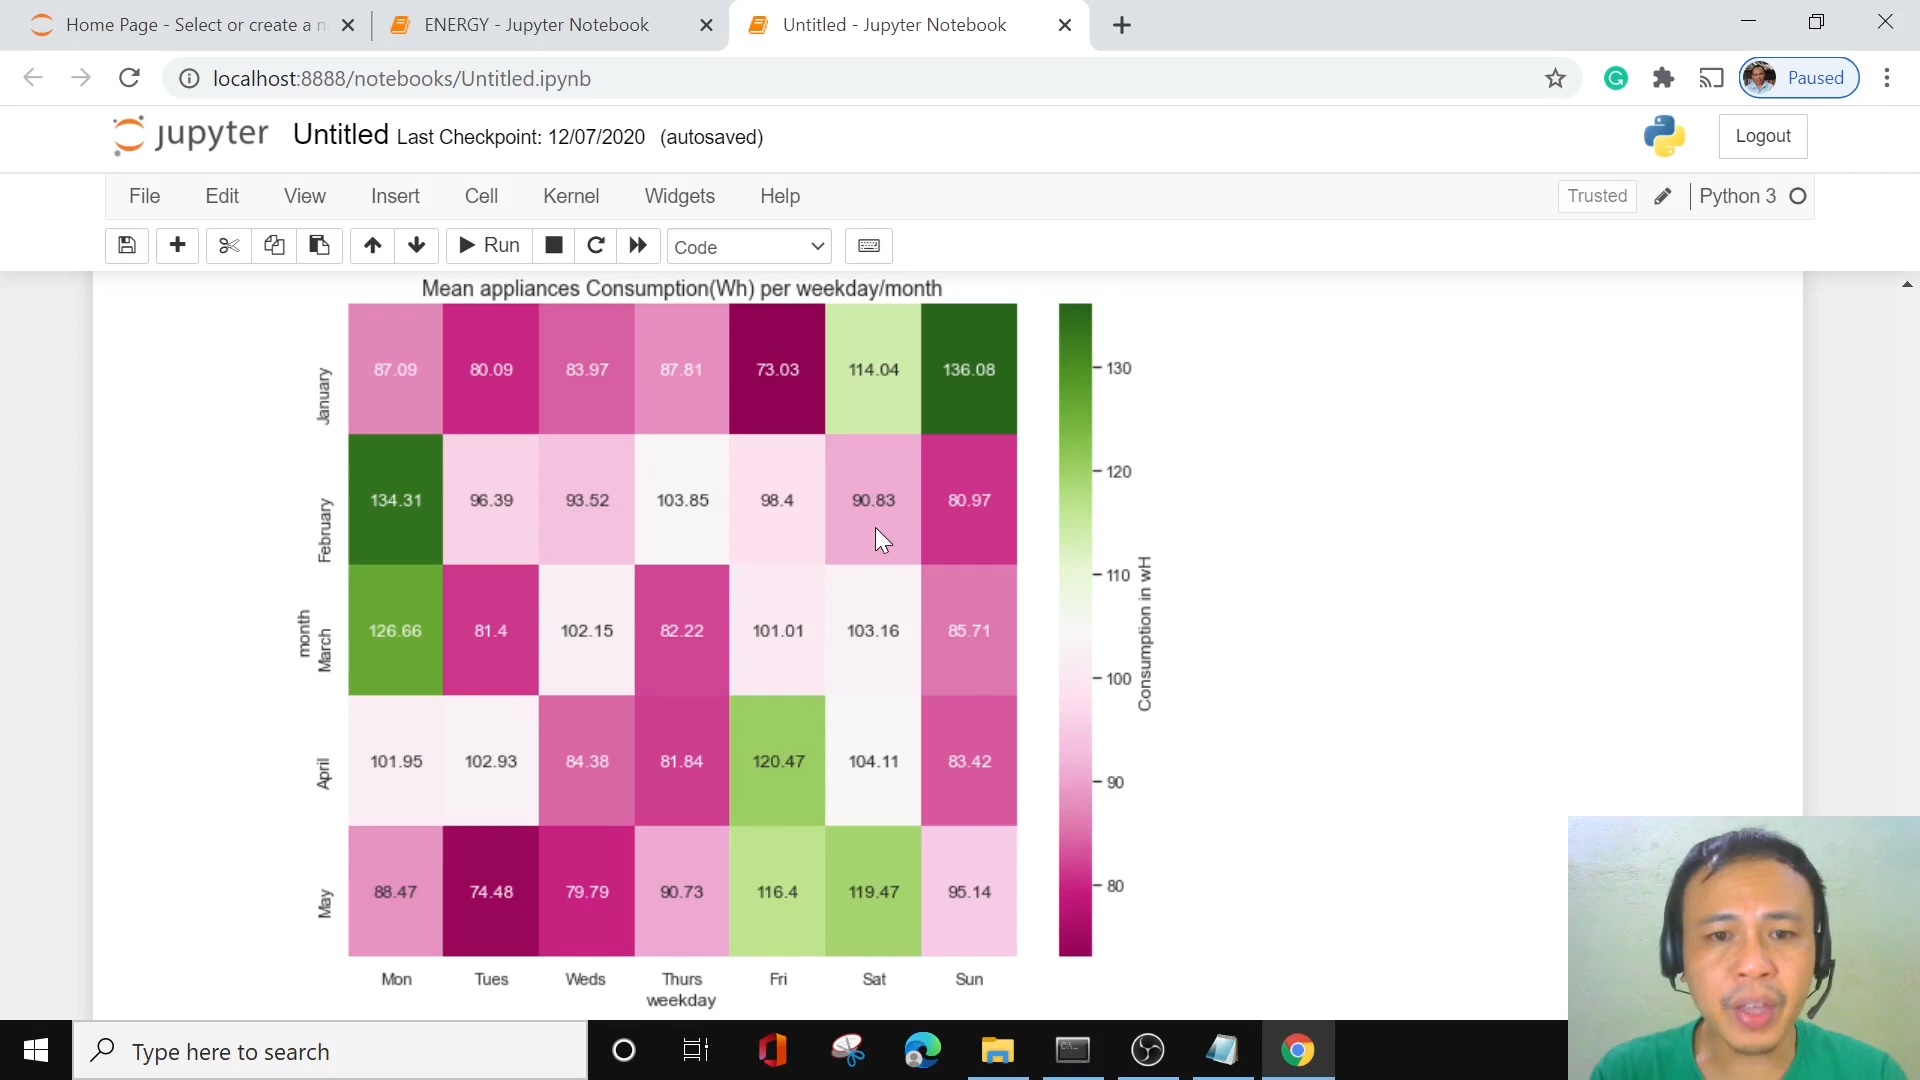 Home Page - Select or create a n
ENERGY - Jupyter Notebook
Untitled - Jupyter Notebook
localhost:8888/notebooks/Untitled.ipynb
Paused
jupyter Untitled Last Checkpoint: 12/07/2020 (autosaved)
Logout
File Edit View Insert Cell Kernel Widgets Help
Trusted
Python 3
Run
Code
Mean appliances Consumption(Wh) per weekday/month
January 87.09 80.09 83.97 87.81 73.03 114.04 136.08
February 134.31 96.39 93.52 103.85 98.4 90.83 80.97
month
March 126.66 81.4 102.15 82.22 101.01 103.16 85.71
April 101.95 102.93 84.38 81.84 120.47 104.11 83.42
May 88.47 74.48 79.79 90.73 116.4 119.47 95.14
Mon Tues Weds Thurs Fri Sat Sun
weekday
130
120
110
100
90
80
Consumption in wH
Type here to search